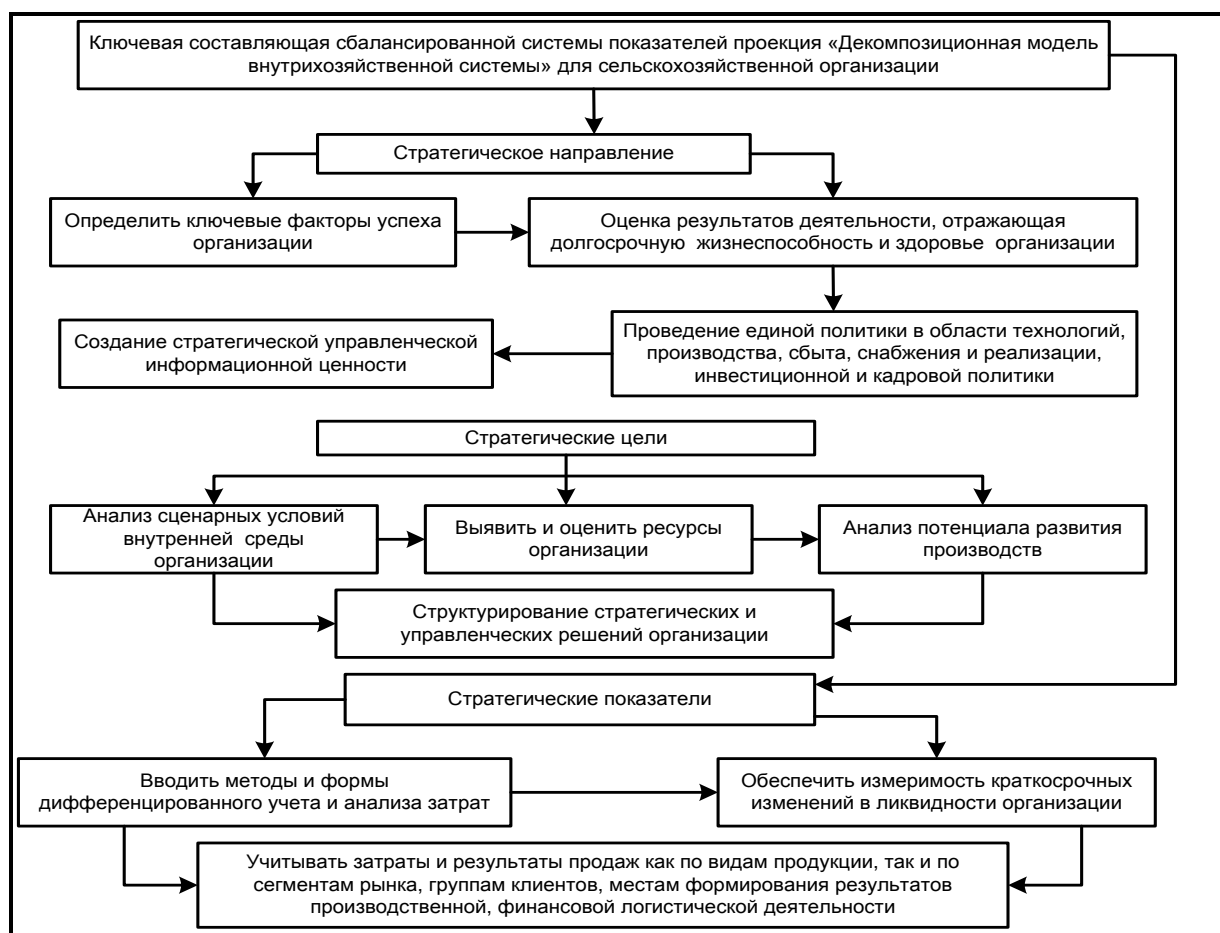 Ключевая составляющая сбалансированной системы показателей проекция «Декомпозиционная модель
внутрихозяйственной системы» для сельскохозяйственной организации
Стратегическое направление
Определить ключевые факторы успеха
организации
Оценка результатов деятельности, отражающая
долгосрочную жизнеспособность и здоровье организации
Создание стратегической управленческой
информационной ценности
Проведение единой политики в области технологий,
производства, сбыта, снабжения и реализации,
инвестиционной и кадровой политики
Стратегические цели
Анализ сценарных условий
внутренней среды
организации
Выявить и оценить ресурсы
организации
Анализ потенциала развития
производств
Структурирование стратегических и
управленческих решений организации
Стратегические показатели
Вводить методы и формы
дифференцированного учета и анализа затрат
Обеспечить измеримость краткосрочных
изменений в ликвидности организации
Учитывать затраты и результаты продаж как по видам продукции, так и по
сегментам рынка, группам клиентов, местам формирования результатов
производственной, финансовой логистической деятельности